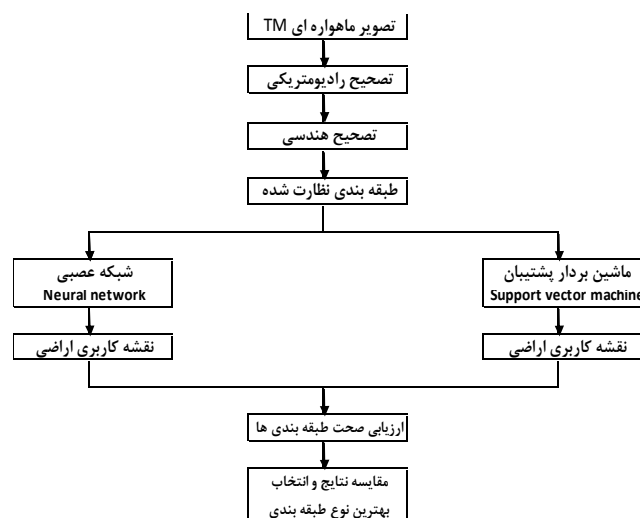 تصویر ماهواره ای TM
تصحیح رادیومتریکی
تصحیح هندسی
طبقه بندی نظارت شده
ماشین بردار پشتیبان
Support vector machine
شبکه عصبی
Neural network
نقشه کاربری اراضی
نقشه کاربری اراضی
ارزیابی صحت طبقه بندی ها
مقایسه نتایج و انتخاب
بهترین نوع طبقه بندی